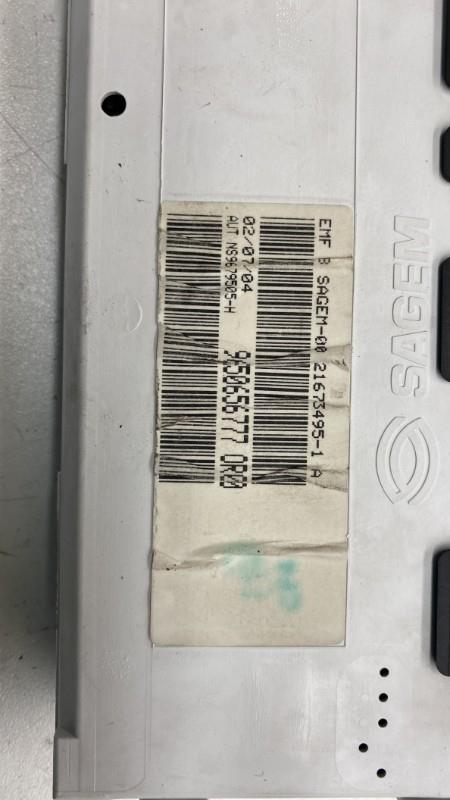 EMF B SAGEM-00 21673495-1 A
02/07/04
AUT NS9679505-H
9650656777 0R00
SAGEM